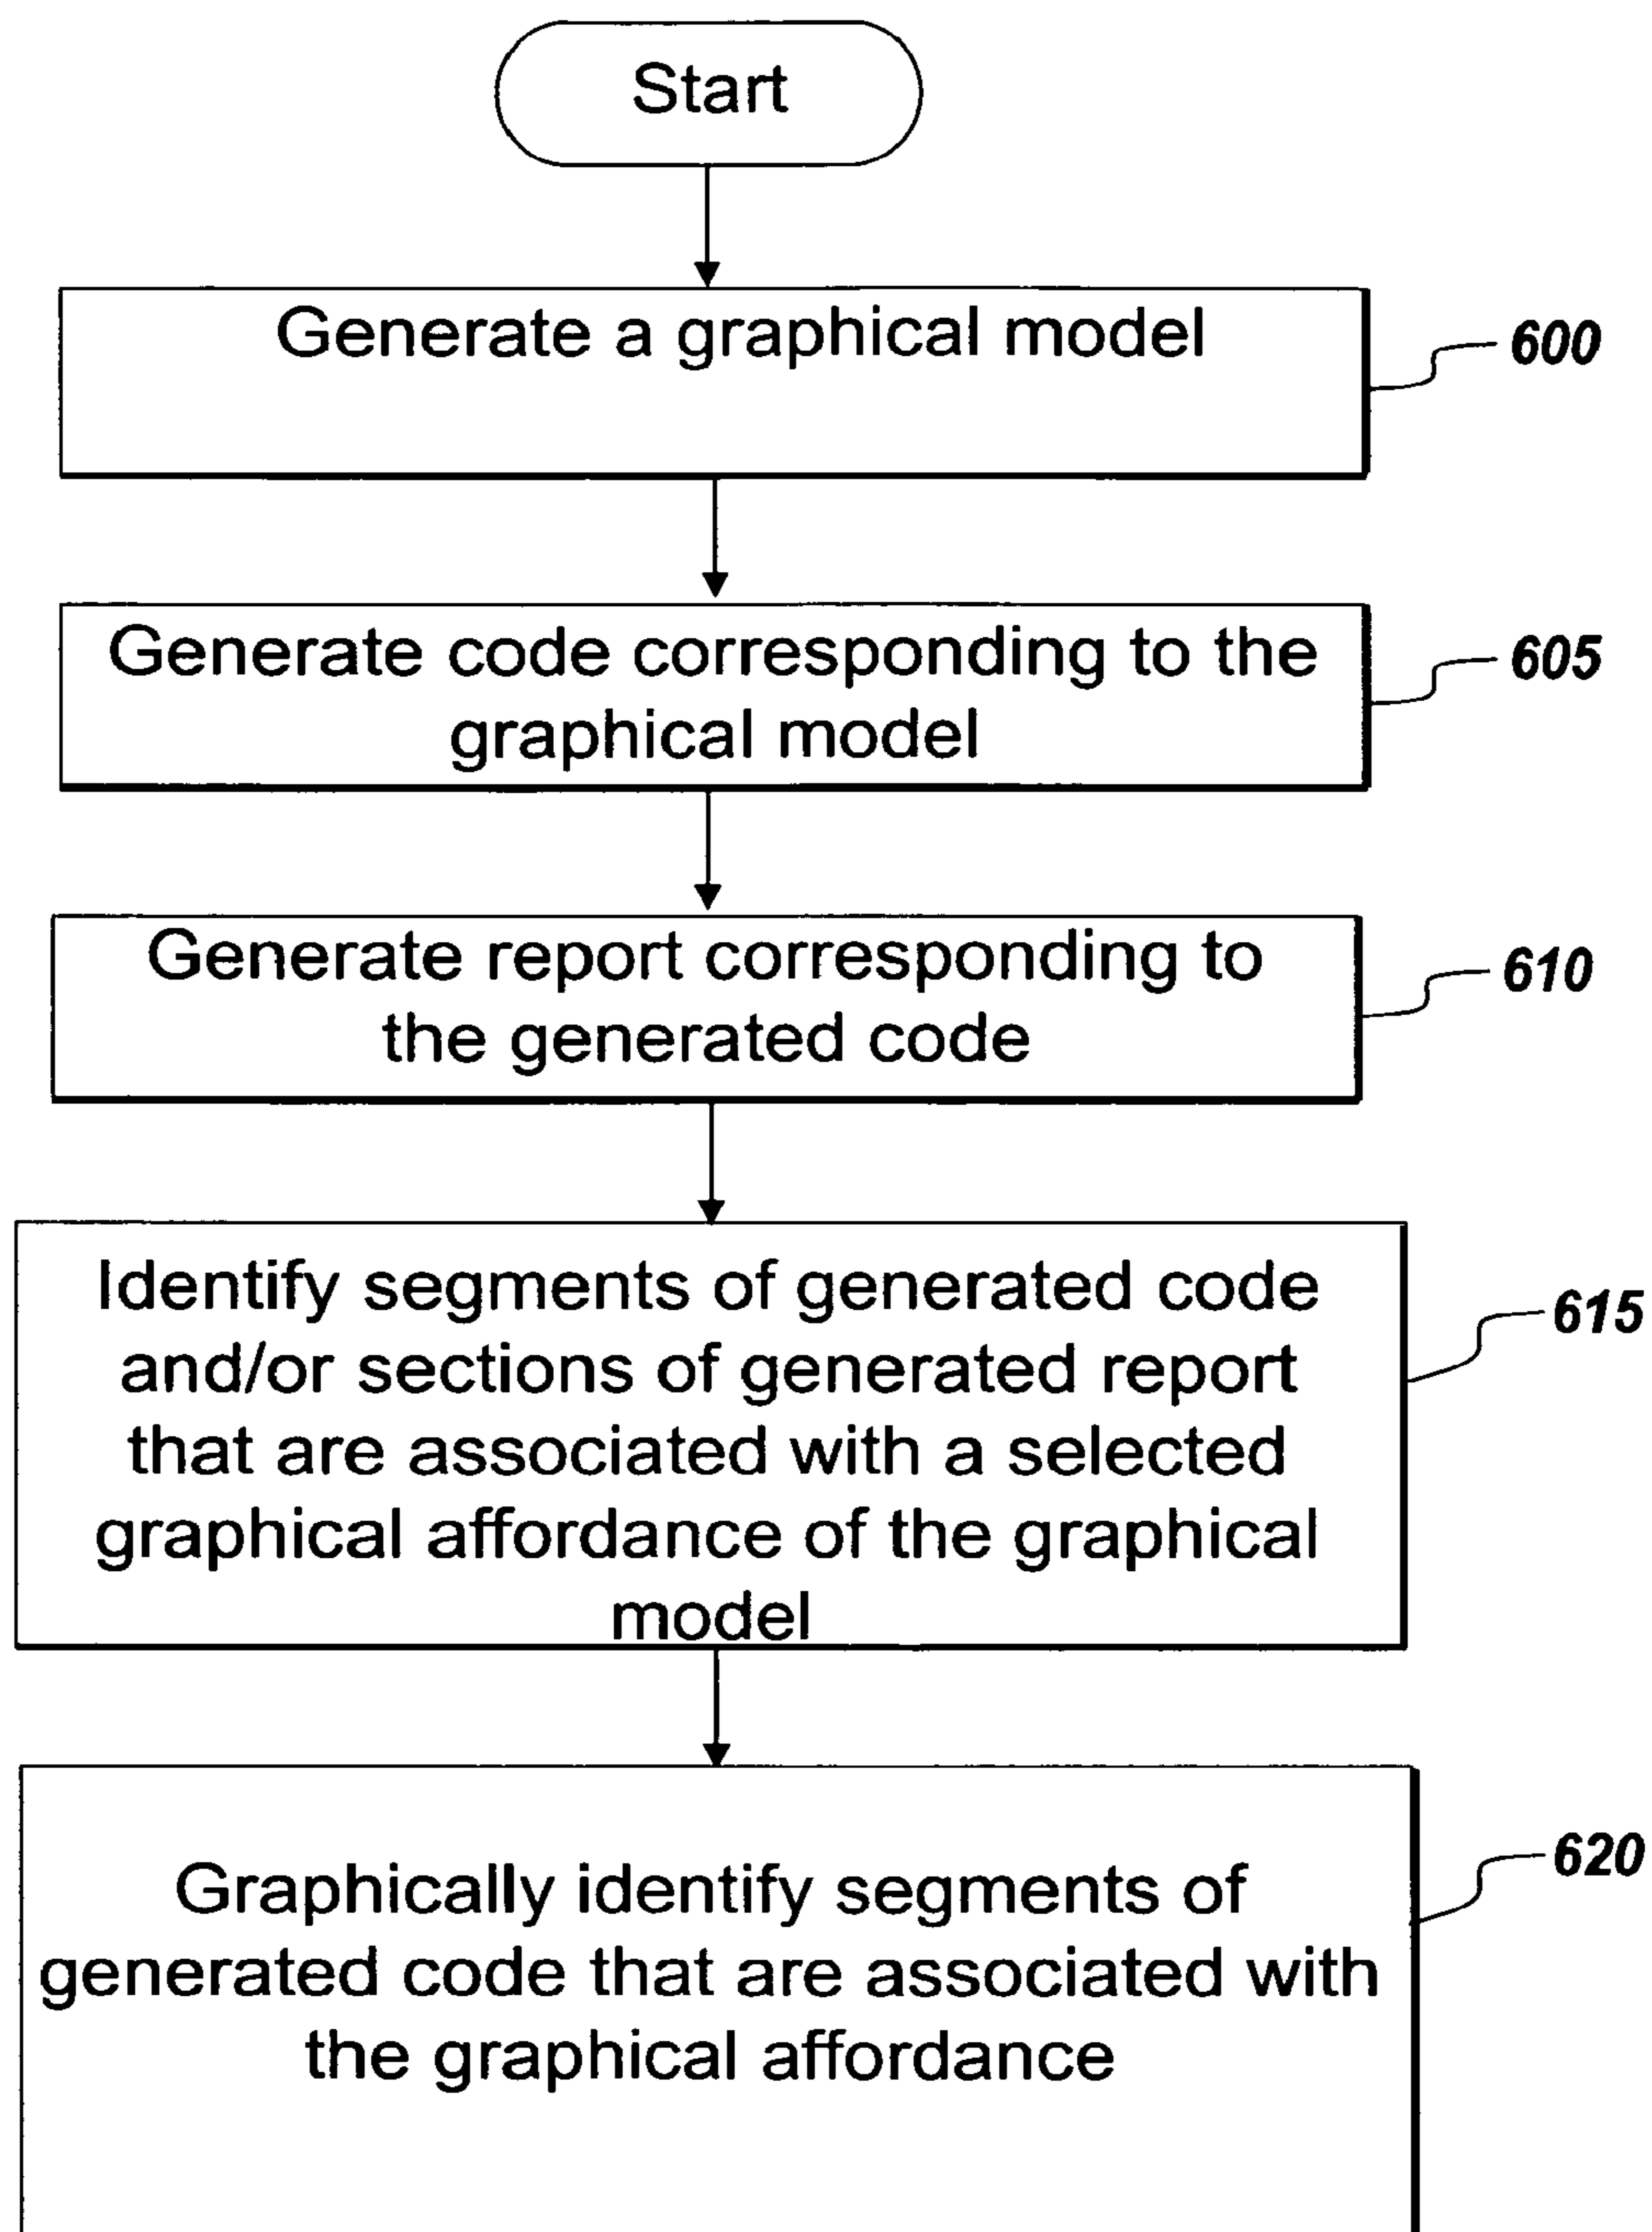 Start
Generate a graphical model
600
Generate code corresponding to the
graphical model
605
Generate report corresponding to
the generated code
610
Identify segments of generated code
and/or sections of generated report
that are associated with a selected
graphical affordance of the graphical
model
615
Graphically identify segments of
generated code that are associated with
the graphical affordance
620